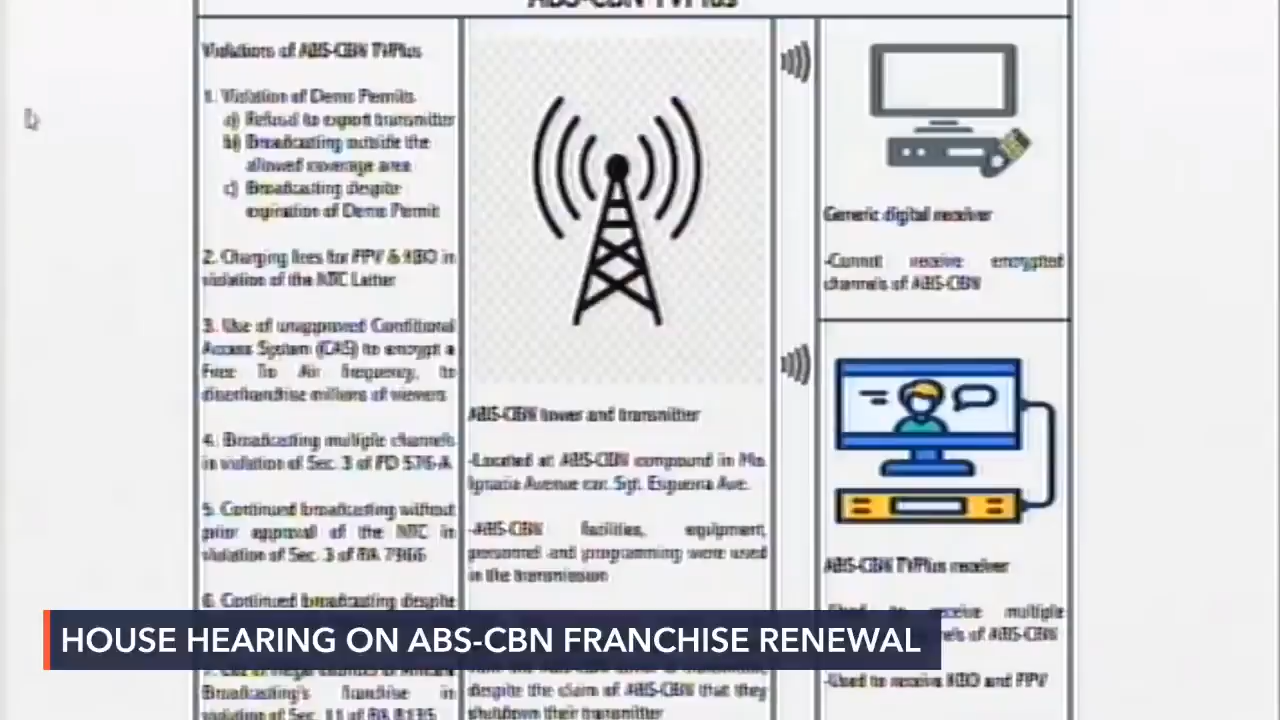 ABS-CBN TVPlus
Violations of ABS-CBN TVPlus
1. Violation of Demo Permits
a) Refusal to export transmitter
b) Broadcasting outside the
allowed coverage area
c) Broadcasting despite
expiration of Demo Permit
2. Charging fees for PPV & KBO in
violation of the NTC Letter
3. Use of unapproved Conditional
Access System (CAS) to encrypt a
Free To Air frequency, to
disenfranchise millions of viewers
4. Broadcasting multiple channels
in violation of Sec. 3 of PD 576-A
5. Continued broadcasting without
prior approval of the NTC in
violation of Sec. 3 of RA 7966
6. Continued broadcasting despite
Broadcasting's franchise in
violation of Sec. 11 of RA 8135
ABS-CBN tower and transmitter
-Located at ABS-CBN compound in Mo.
Ignacia Avenue cor. Sgt. Esguerra Ave.
-ABS-CBN facilities, equipment,
personnel and programming were used
in the transmission
despite the claim of ABS-CBN that they
shutdown their transmitter
Generic digital receiver
-Cannot receive encrypted
channels of ABS-CBN
ABS-CBN TVPlus receiver
multiple
of ABS-CBN
-Used to receive KBO and PPV
HOUSE HEARING ON ABS-CBN FRANCHISE RENEWAL